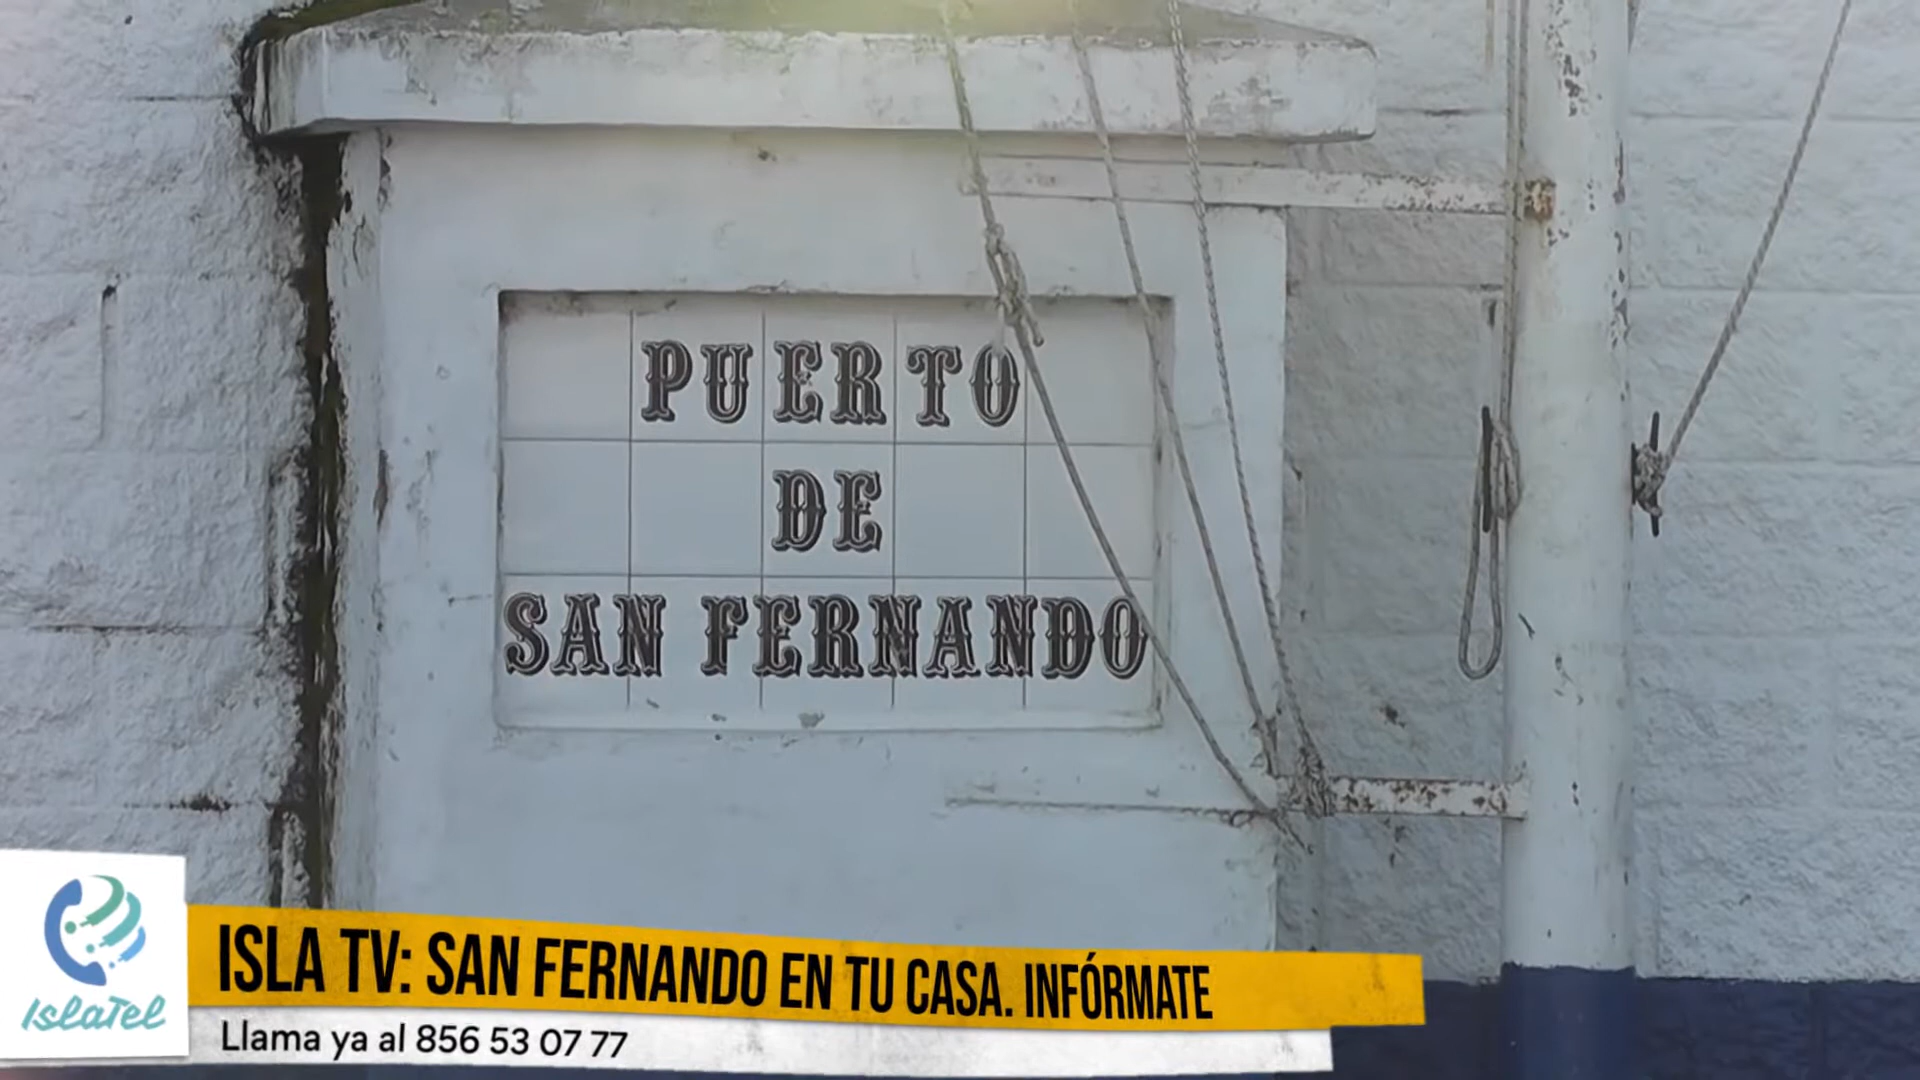 PUERTO
DE
SAN FERNANDO
IslaTel
ISLA TV: SAN FERNANDO EN TU CASA. INFÓRMATE
Llama ya al 856 53 07 77